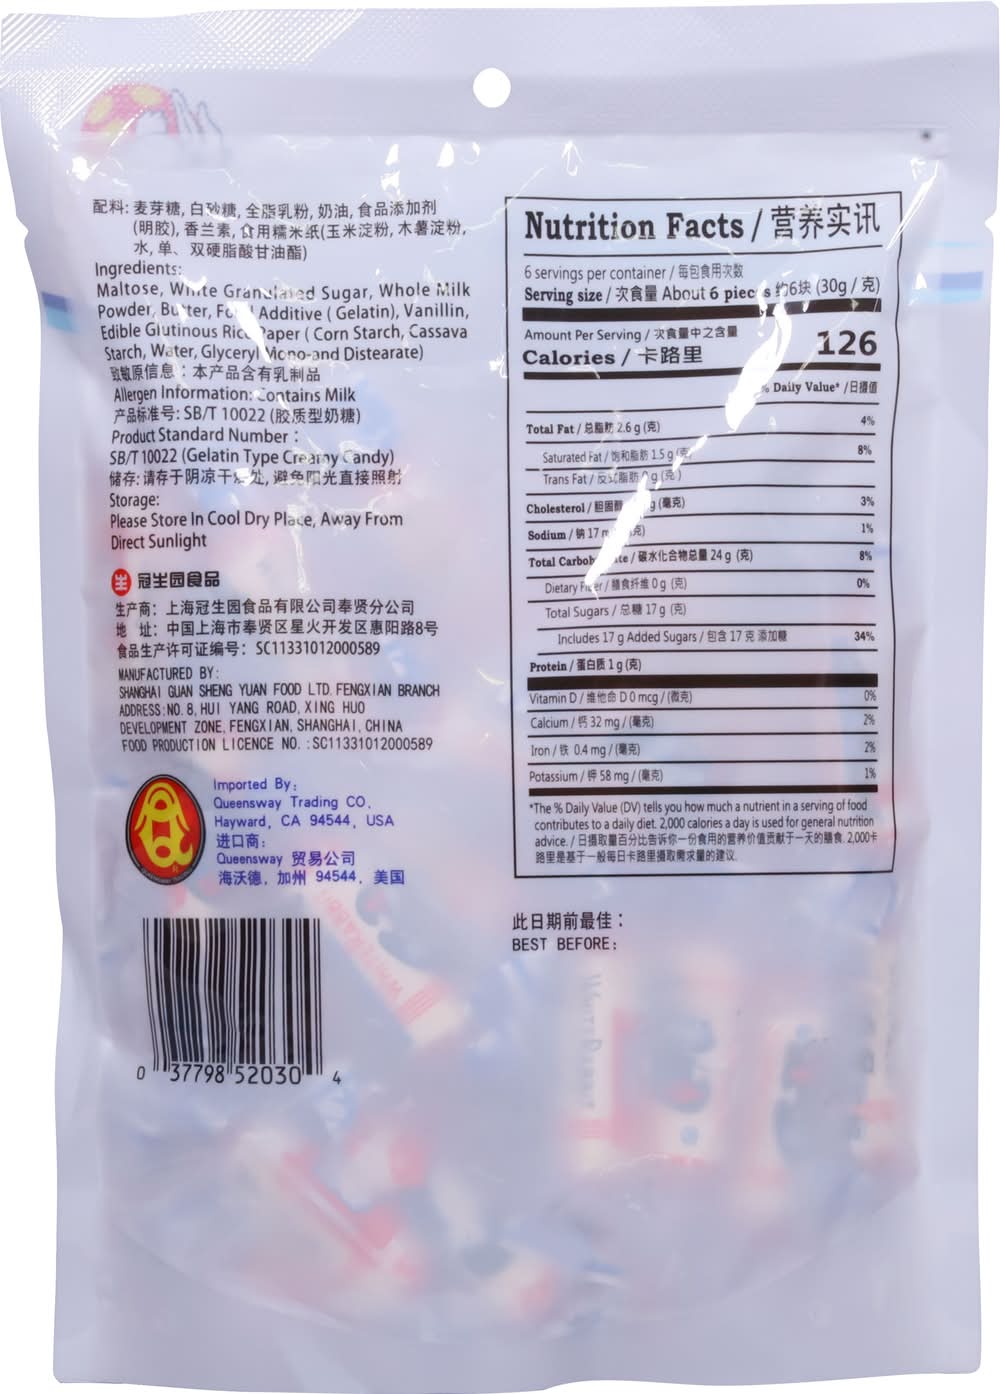 配料: 麦芽糖, 白砂糖, 全脂乳粉, 奶油, 食品添加剂
(明胶), 香兰素, 食用糯米纸(玉米淀粉, 木薯淀粉,
水, 单、双硬脂酸甘油酯)
Ingredients:
Maltose, White Granulated Sugar, Whole Milk
Powder, Butter, Food Additive ( Gelatin), Vanillin,
Edible Glutinous Rice Paper ( Corn Starch, Cassava
Starch, Water, Glyceryl Mono-and Distearate)
致敏原信息：本产品含有乳制品
Allergen Information: Contains Milk
产品标准号: SB/T 10022 (胶质型奶糖)
Product Standard Number：
SB/T 10022 (Gelatin Type Creamy Candy)
储存: 请存于阴凉干燥处, 避免阳光直接照射
Storage:
Please Store In Cool Dry Place, Away From
Direct Sunlight
生 冠生园食品
生产商：上海冠生园食品有限公司奉贤分公司
地 址：中国上海市奉贤区星火开发区惠阳路8号
食品生产许可证编号：SC11331012000589
MANUFACTURED BY:
SHANGHAI GUAN SHENG YUAN FOOD LTD. FENGXIAN BRANCH
ADDRESS:NO. 8, HUI YANG ROAD, XING HUO
DEVELOPMENT ZONE, FENGXIAN, SHANGHAI, CHINA
FOOD PRODUCTION LICENCE NO. :SC11331012000589
Imported By:
Queensway Trading CO.
Hayward, CA 94544, USA
进口商:
Queensway 贸易公司
海沃德, 加州 94544, 美国
0 37798 52030 4
Nutrition Facts / 营养实讯
6 servings per container / 每包食用次数
Serving size / 次食量 About 6 pieces 约6块 (30g / 克)
Amount Per Serving / 次食量中之含量
Calories / 卡路里 126
% Daily Value* /日摄值
Total Fat / 总脂肪 2.6 g (克) 4%
Saturated Fat / 饱和脂肪 1.5 g (克) 8%
Trans Fat / 反式脂肪 0 g (克)
Cholesterol / 胆固醇 g (毫克) 3%
Sodium / 钠 17 克) 1%
Total Carbohydrate / 碳水化合物总量 24 g (克) 8%
Dietary Fiber / 膳食纤维 0 g (克) 0%
Total Sugars / 总糖 17 g (克)
Includes 17 g Added Sugars / 包含 17 克 添加糖 34%
Protein / 蛋白质 1 g (克)
Vitamin D / 维他命 D 0 mcg / (微克) 0%
Calcium / 钙 32 mg / (毫克) 2%
Iron / 铁 0.4 mg / (毫克) 2%
Potassium / 钾 58 mg / (毫克) 1%
*The % Daily Value (DV) tells you how much a nutrient in a serving of food
contributes to a daily diet. 2,000 calories a day is used for general nutrition
advice. / 日摄取量百分比告诉你一份食用的营养价值贡献于一天的膳食. 2,000卡
路里是基于一般每日卡路里摄取需求量的建议.
此日期前最佳：
BEST BEFORE: